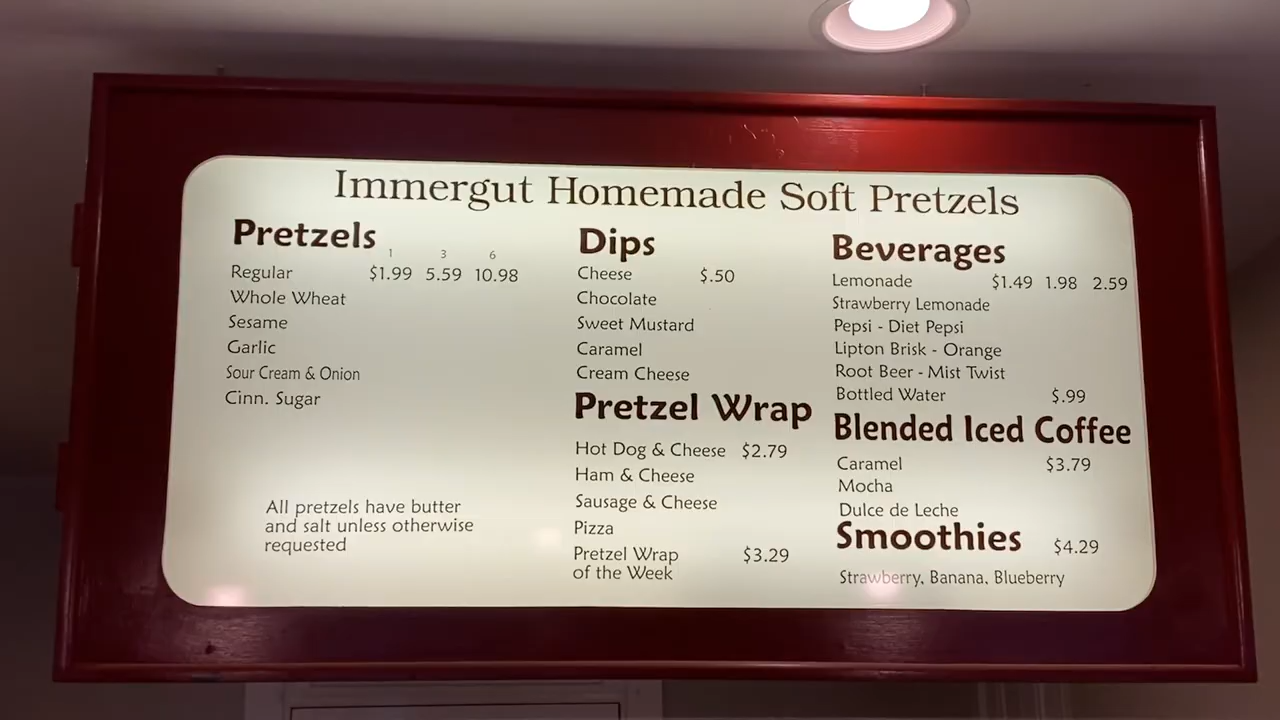 Immergut Homemade Soft Pretzels
Pretzels
1 3 6
Regular $1.99 5.59 10.98
Whole Wheat
Sesame
Garlic
Sour Cream & Onion
Cinn. Sugar
All pretzels have butter
and salt unless otherwise
requested
Dips
Cheese $.50
Chocolate
Sweet Mustard
Caramel
Cream Cheese
Pretzel Wrap
Hot Dog & Cheese $2.79
Ham & Cheese
Sausage & Cheese
Pizza
Pretzel Wrap $3.29
of the Week
Beverages
Lemonade $1.49 1.98 2.59
Strawberry Lemonade
Pepsi - Diet Pepsi
Lipton Brisk - Orange
Root Beer - Mist Twist
Bottled Water $.99
Blended Iced Coffee
Caramel $3.79
Mocha
Dulce de Leche
Smoothies $4.29
Strawberry, Banana, Blueberry